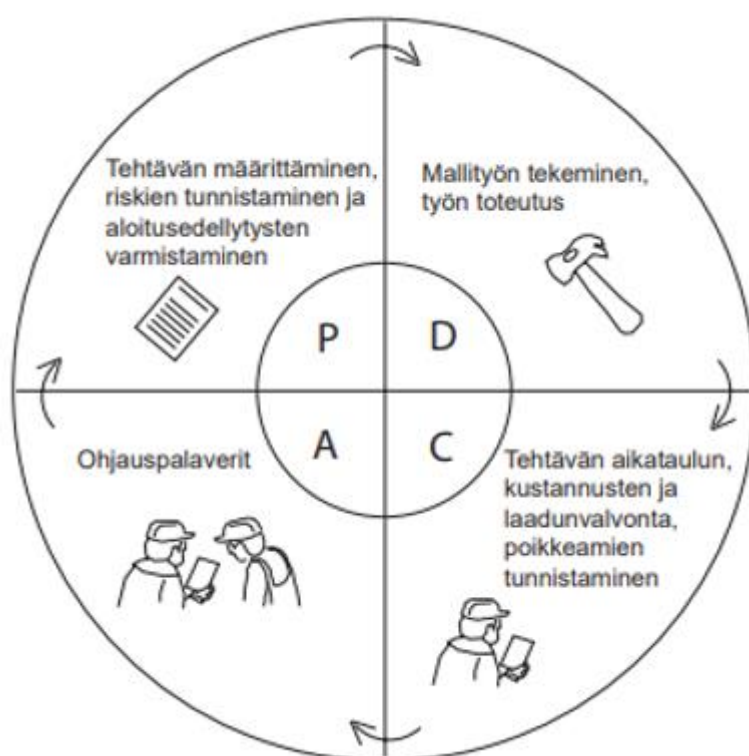 Tehtävän määrittäminen,
riskien tunnistaminen ja
aloitusedellytysten
varmistaminen
Mallityön tekeminen,
työn toteutus
P
D
A
C
Ohjauspalaverit
Tehtävän aikataulun,
kustannusten ja
laadunvalvonta,
poikkeamien
tunnistaminen